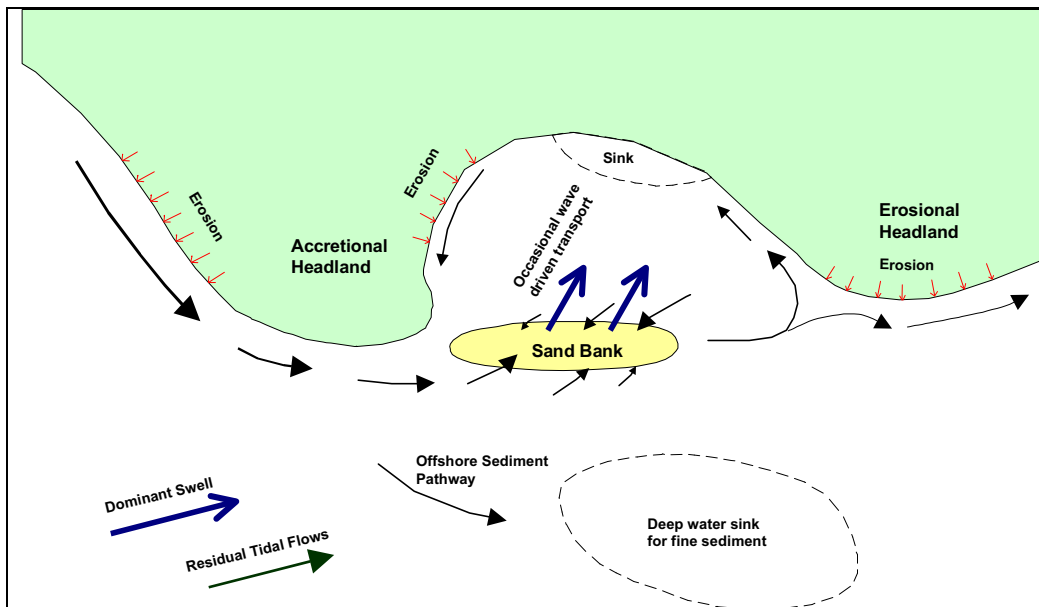 Sink
Erosion
Erosion
Occasional wave
driven transport
Erosional
Headland
Erosion
Accretional
Headland
Sand Bank
Offshore Sediment
Pathway
Dominant Swell
Residual Tidal Flows
Deep water sink
for fine sediment